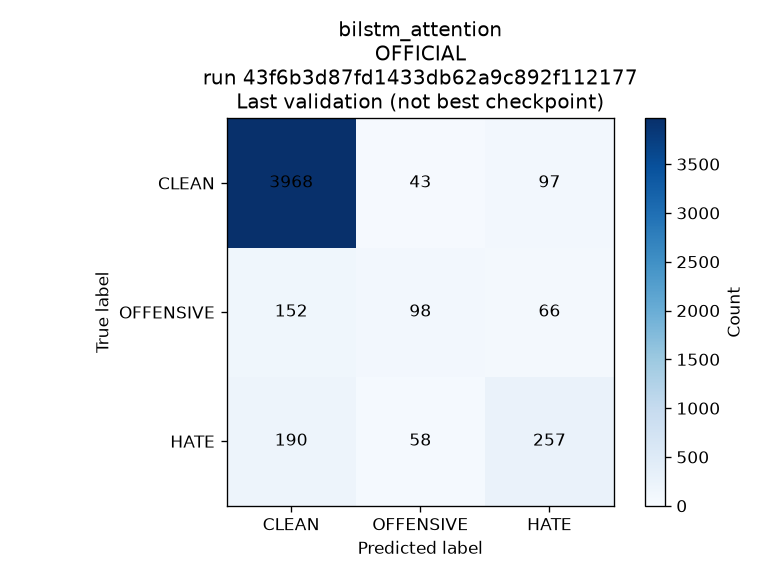 bilstm_attention
OFFICIAL
run 43f6b3d87fd1433db62a9c892f112177
Last validation (not best checkpoint)
CLEAN 3968 43 97
OFFENSIVE 152 98 66
HATE 190 58 257
CLEAN OFFENSIVE HATE
Predicted label
True label
3500
3000
2500
2000
1500
1000
500
0
Count